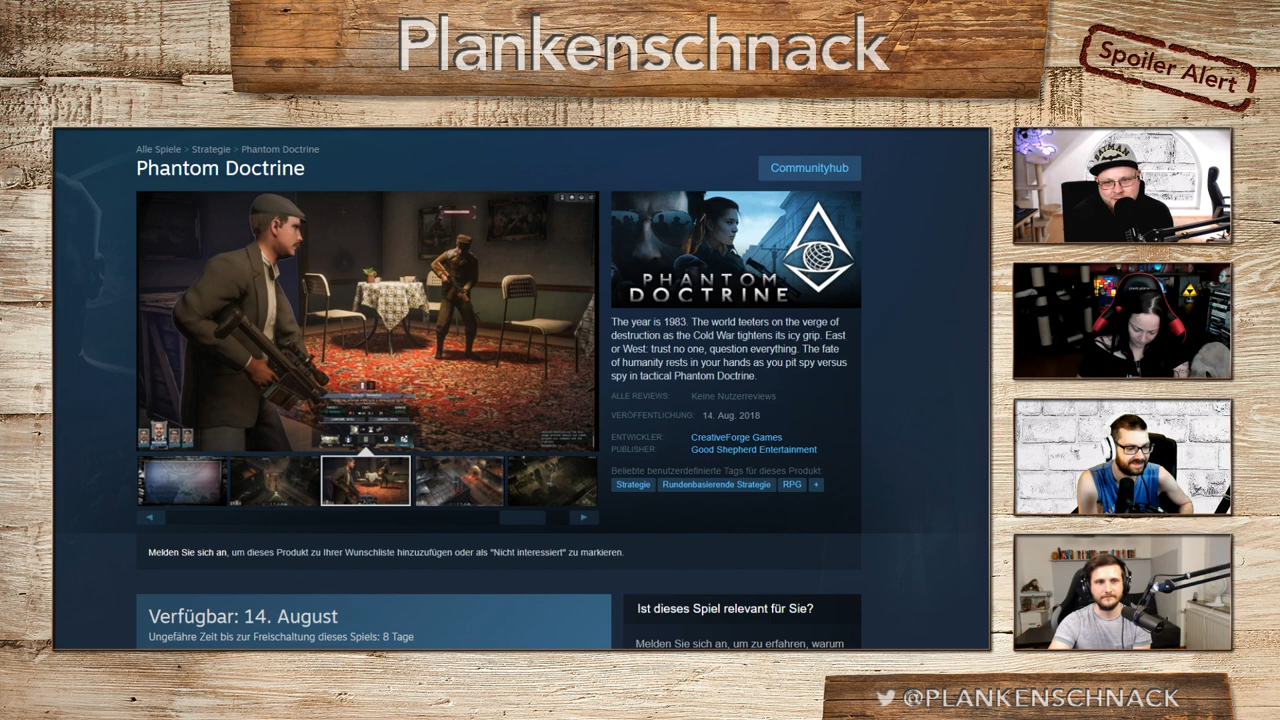 Plankenschnack
Spoiler Alert
Alle Spiele > Strategie > Phantom Doctrine
Phantom Doctrine
Communityhub
PHANTOM
DOCTRINE
The year is 1983. The world teeters on the verge of
destruction as the Cold War tightens its icy grip. East
or West: trust no one, question everything. The fate
of humanity rests in your hands as you pit spy versus
spy in tactical Phantom Doctrine.
ALLE REVIEWS: Keine Nutzerreviews
VERÖFFENTLICHUNG: 14. Aug. 2018
ENTWICKLER: CreativeForge Games
PUBLISHER: Good Shepherd Entertainment
Beliebte benutzerdefinierte Tags für dieses Produkt:
Strategie Rundenbasierende Strategie RPG +
Melden Sie sich an, um dieses Produkt zu Ihrer Wunschliste hinzuzufügen oder als "Nicht interessiert" zu markieren.
Verfügbar: 14. August
Ungefähre Zeit bis zur Freischaltung dieses Spiels: 8 Tage
Ist dieses Spiel relevant für Sie?
Melden Sie sich an, um zu erfahren, warum
@PLANKENSCHNACK